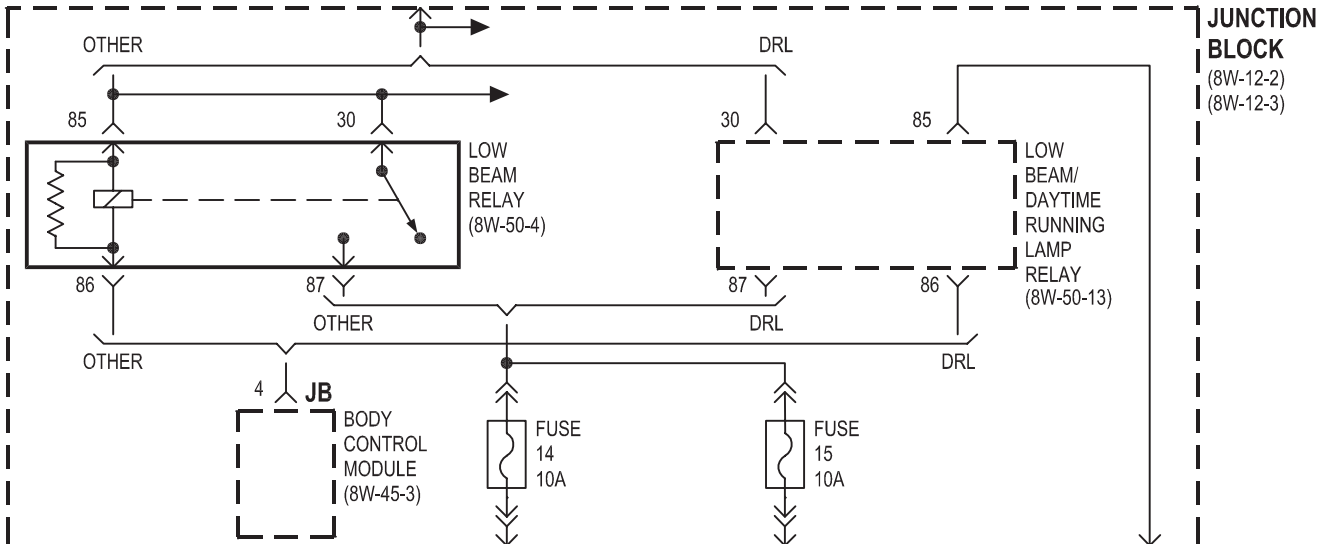 JUNCTION
BLOCK
(8W-12-2)
(8W-12-3)
OTHER
DRL
85
30
30
85
LOW
BEAM
RELAY
(8W-50-4)
LOW
BEAM/
DAYTIME
RUNNING
LAMP
RELAY
(8W-50-13)
86
87
87
86
OTHER
DRL
OTHER
DRL
4
JB
BODY
CONTROL
MODULE
(8W-45-3)
FUSE
14
10A
FUSE
15
10A